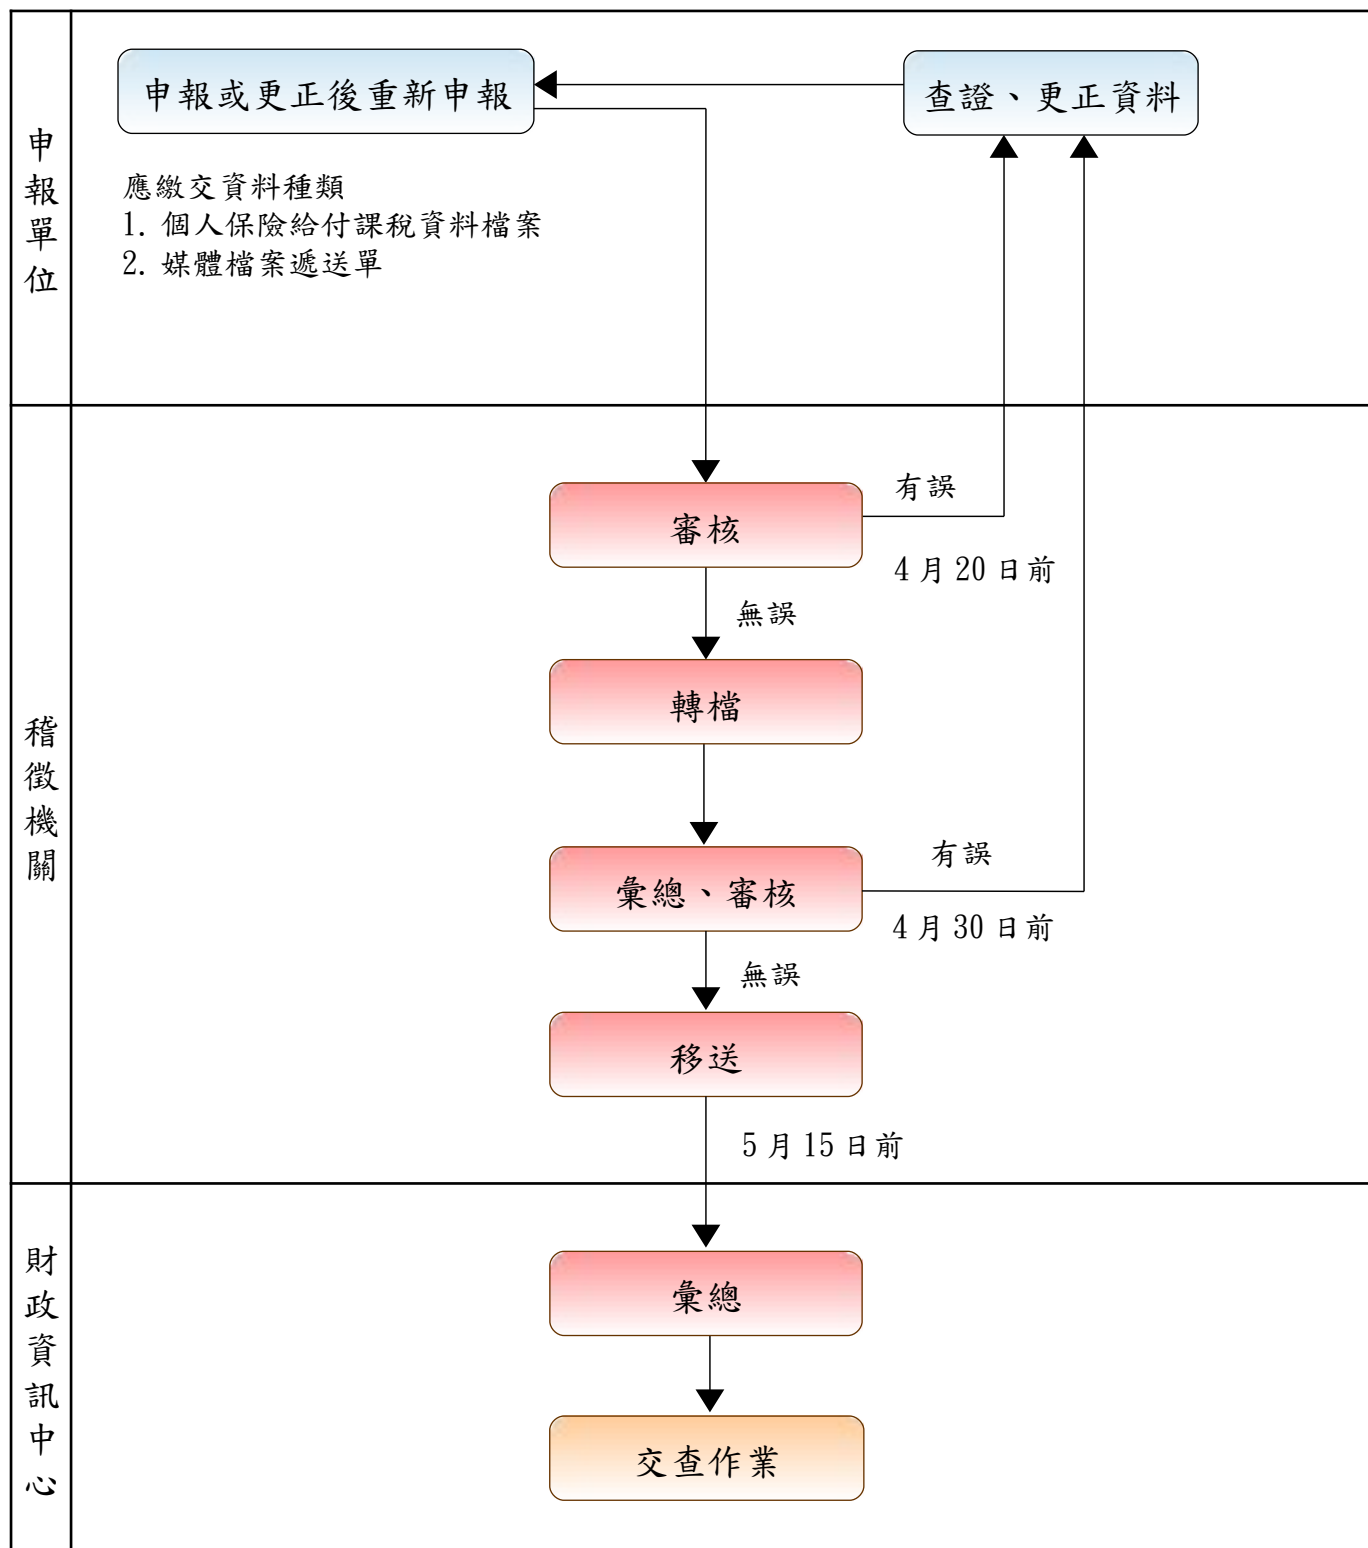 申報單位
申報或更正後重新申報
查證、更正資料
應繳交資料種類
1. 個人保險給付課稅資料檔案
2. 媒體檔案遞送單
稽徵機關
審核
有誤
4月20日前
無誤
轉檔
彙總、審核
有誤
4月30日前
無誤
移送
5月15日前
財政資訊中心
彙總
交查作業